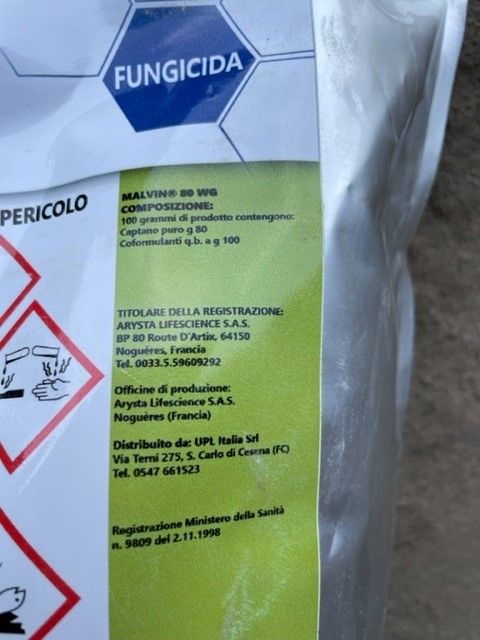 FUNGICIDA
PERICOLO
MALVIN® 80 WG
COMPOSIZIONE:
100 grammi di prodotto contengono:
Captano puro g 80
Coformulanti q.b. a g 100
TITOLARE DELLA REGISTRAZIONE:
ARYSTA LIFESCIENCE S.A.S.
BP 80 Route D'Artix, 64150
Noguères, Francia
Tel. 0033.5.59609292
Officine di produzione:
Arysta Lifescience S.A.S.
Noguères (Francia)
Distribuito da: UPL Italia Srl
Via Terni 275, S. Carlo di Cesena (FC)
Tel. 0547 661523
Registrazione Ministero della Sanità
n. 9809 del 2.11.1998